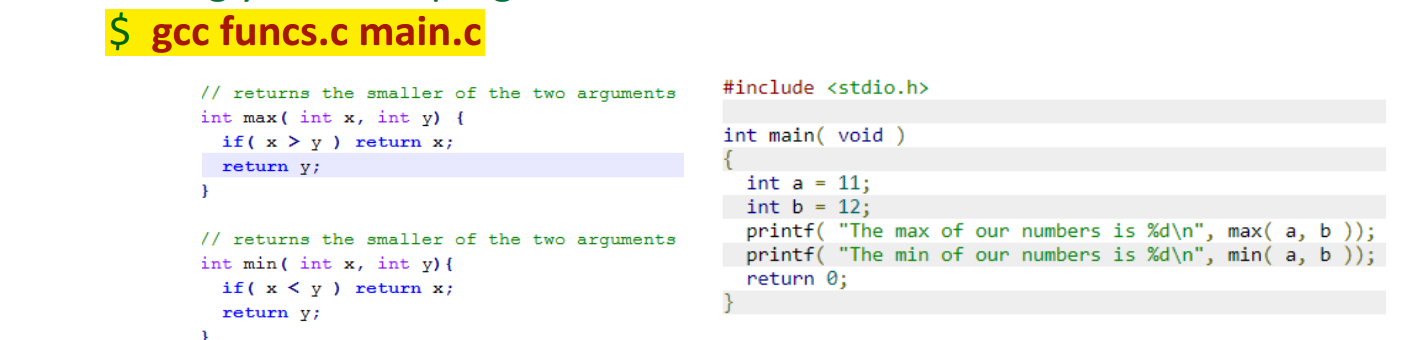 $ gcc funcs.c main.c
// returns the smaller of the two arguments
int max( int x, int y) {
  if( x > y ) return x;
  return y;
}
// returns the smaller of the two arguments
int min( int x, int y){
  if( x < y ) return x;
  return y;
}
#include <stdio.h>
int main( void )
{
  int a = 11;
  int b = 12;
  printf( "The max of our numbers is %d\n", max( a, b ));
  printf( "The min of our numbers is %d\n", min( a, b ));
  return 0;
}